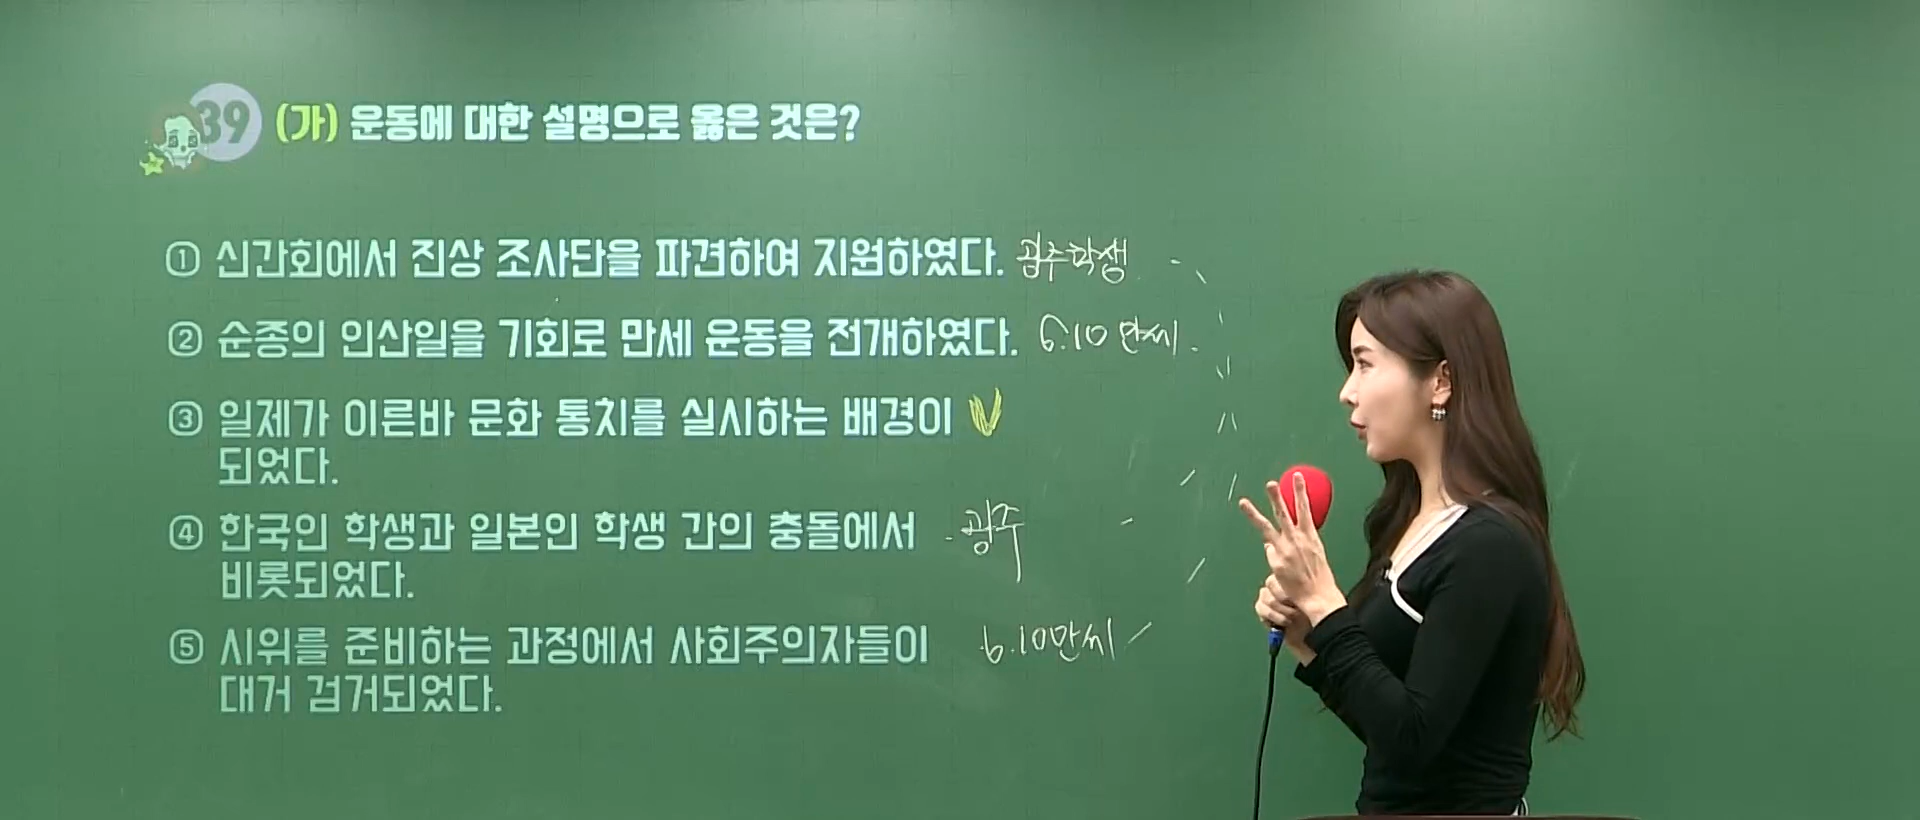 39 (가) 운동에 대한 설명으로 옳은 것은?
① 신간회에서 진상 조사단을 파견하여 지원하였다. 광주학생
② 순종의 인산일을 기회로 만세 운동을 전개하였다. 6.10 만세
③ 일제가 이른바 문화 통치를 실시하는 배경이
되었다.
④ 한국인 학생과 일본인 학생 간의 충돌에서 광주
비롯되었다.
⑤ 시위를 준비하는 과정에서 사회주의자들이 6.10만세
대거 검거되었다.